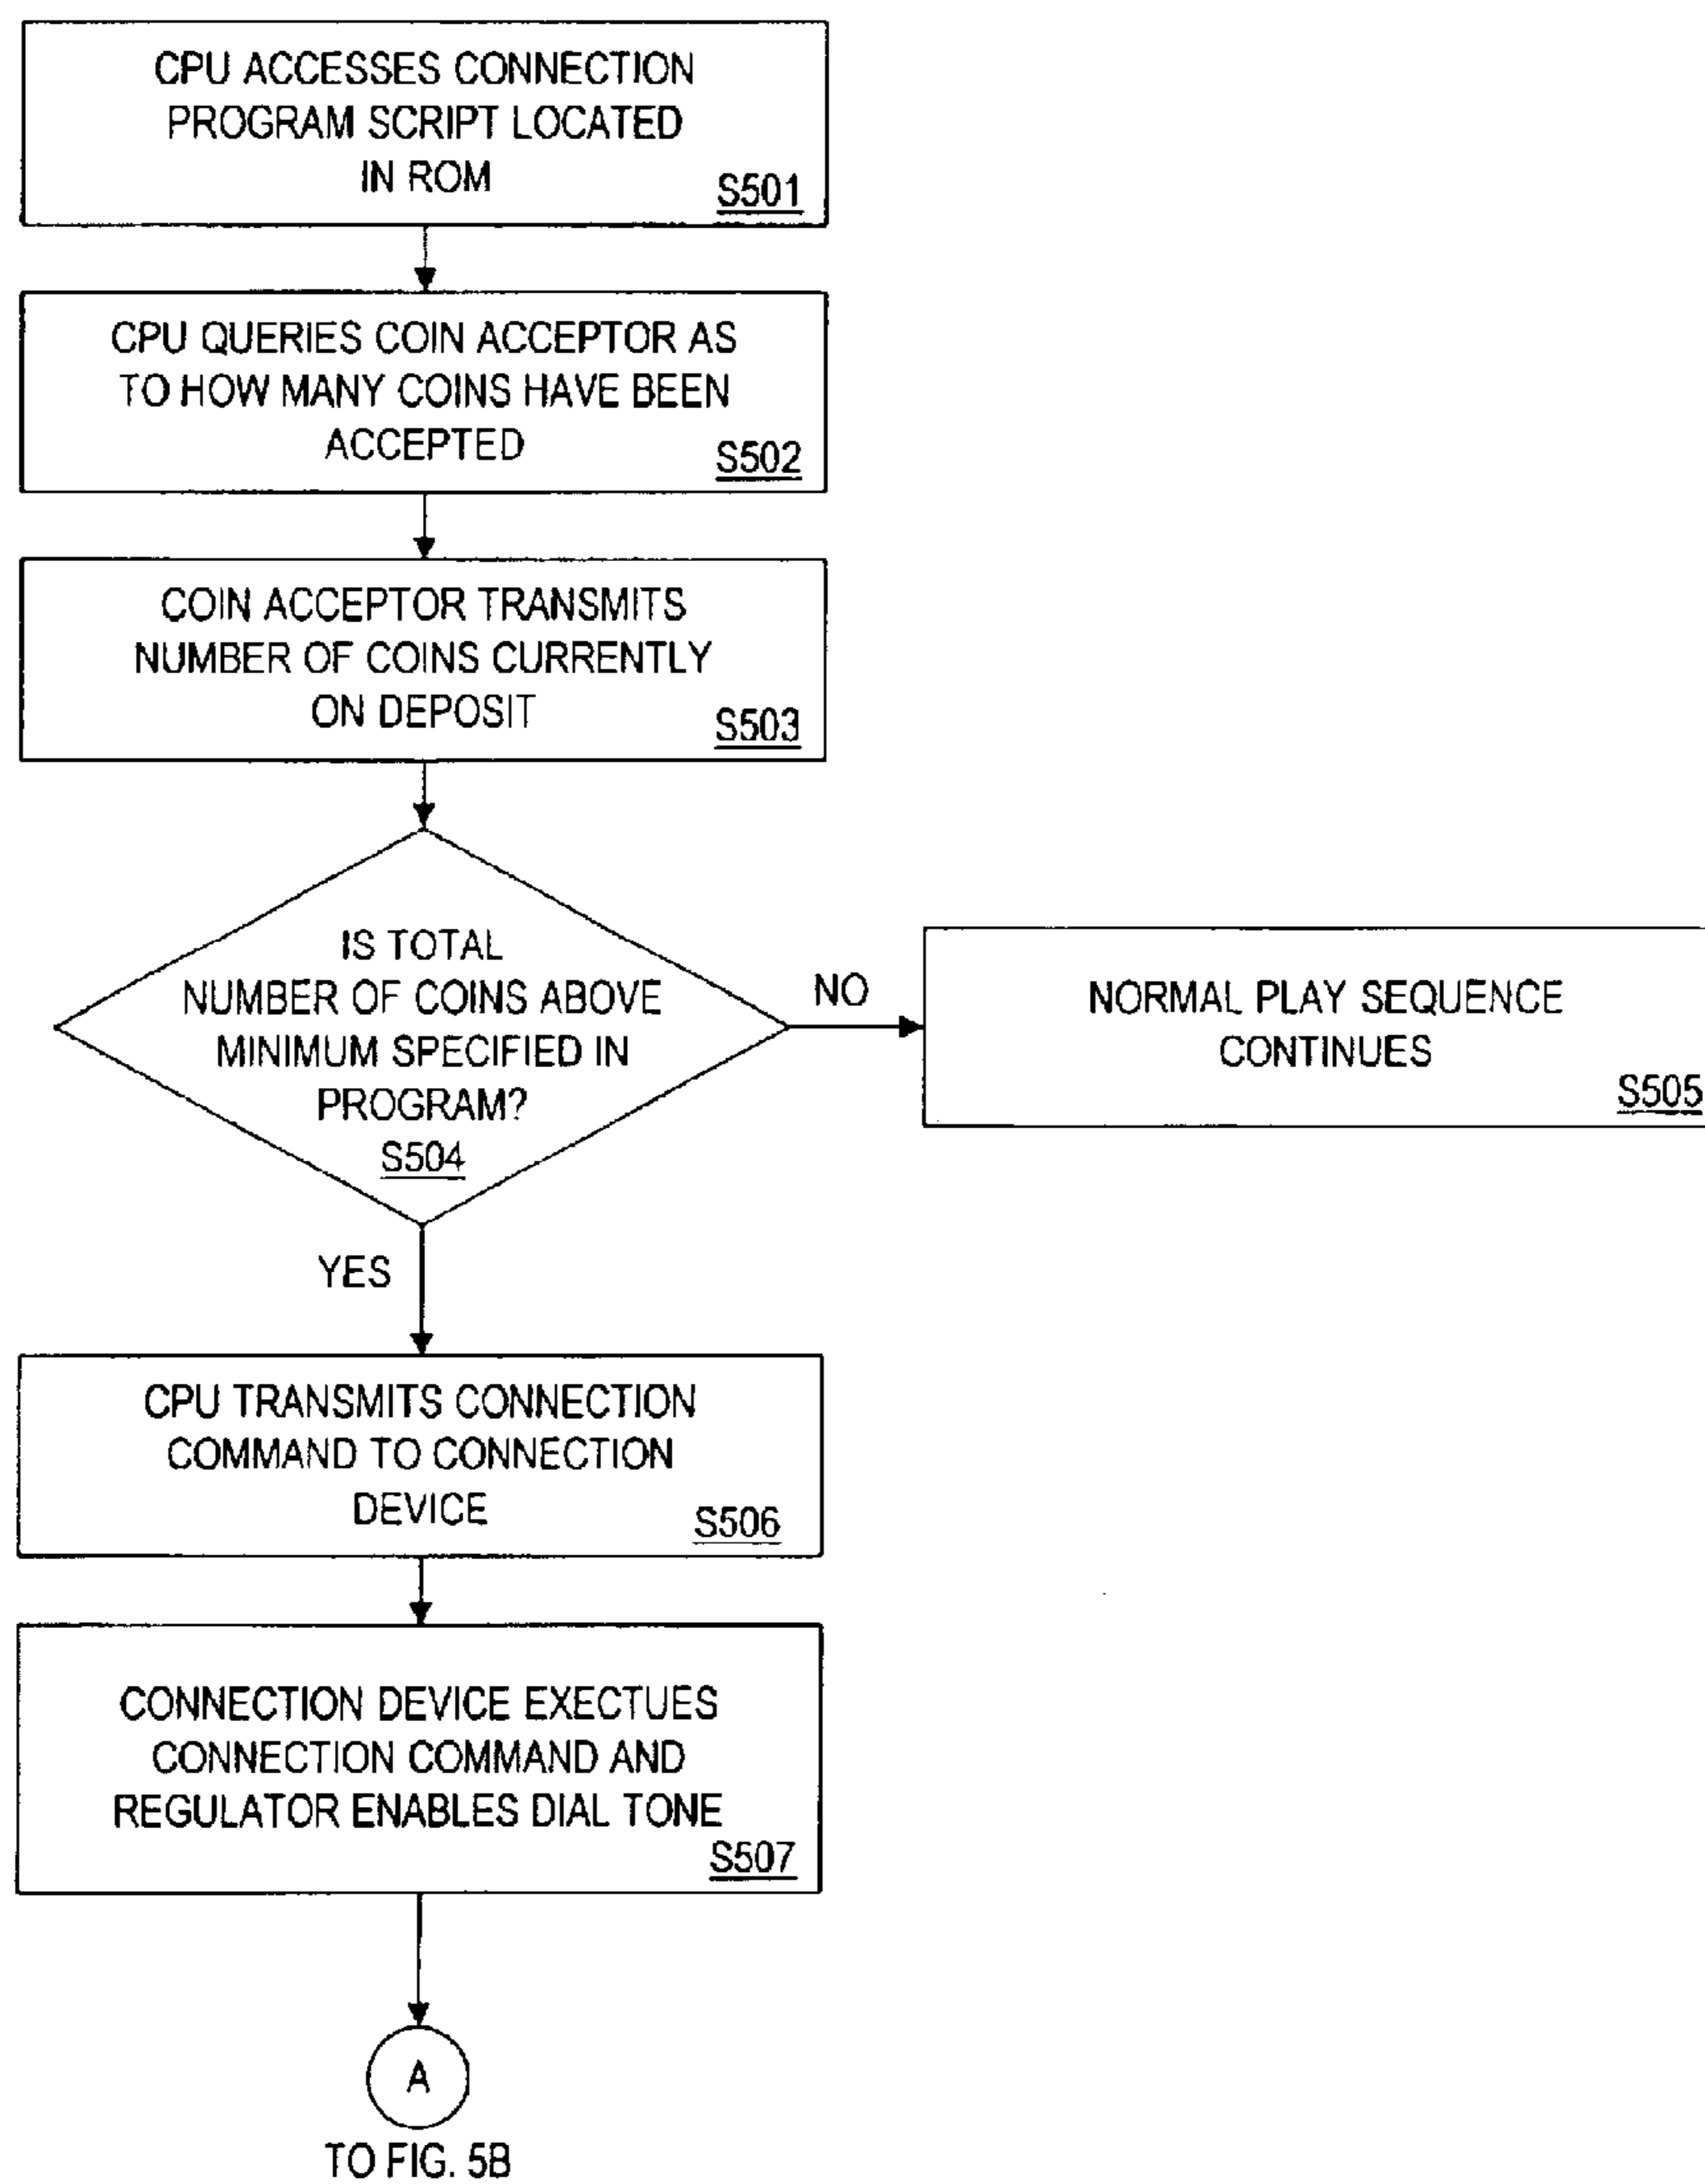 CPU ACCESSES CONNECTION
PROGRAM SCRIPT LOCATED
IN ROM
S501
CPU QUERIES COIN ACCEPTOR AS
TO HOW MANY COINS HAVE BEEN
ACCEPTED
S502
COIN ACCEPTOR TRANSMITS
NUMBER OF COINS CURRENTLY
ON DEPOSIT
S503
IS TOTAL
NUMBER OF COINS ABOVE
MINIMUM SPECIFIED IN
PROGRAM?
S504
NO
NORMAL PLAY SEQUENCE
CONTINUES
S505
YES
CPU TRANSMITS CONNECTION
COMMAND TO CONNECTION
DEVICE
S506
CONNECTION DEVICE EXECTUES
CONNECTION COMMAND AND
REGULATOR ENABLES DIAL TONE
S507
A
TO FIG. 5B